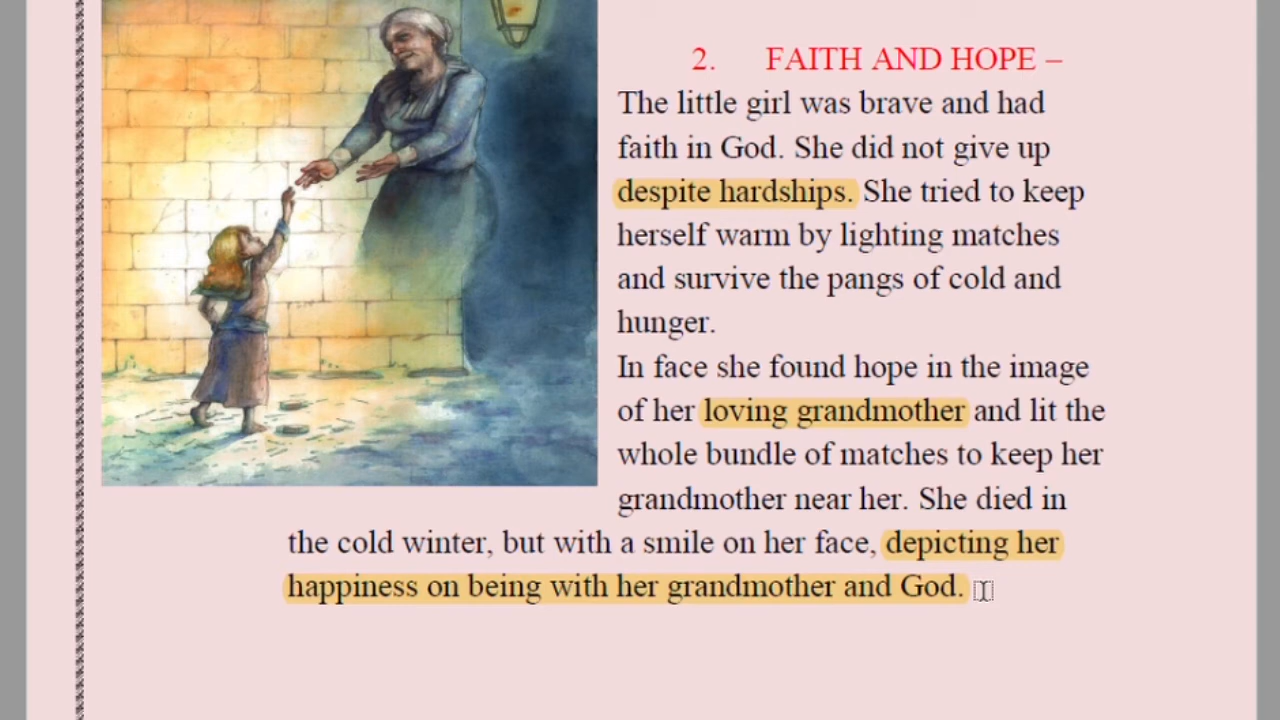 2. FAITH AND HOPE –
The little girl was brave and had
faith in God. She did not give up
despite hardships. She tried to keep
herself warm by lighting matches
and survive the pangs of cold and
hunger.
In face she found hope in the image
of her loving grandmother and lit the
whole bundle of matches to keep her
grandmother near her. She died in
the cold winter, but with a smile on her face, depicting her
happiness on being with her grandmother and God.